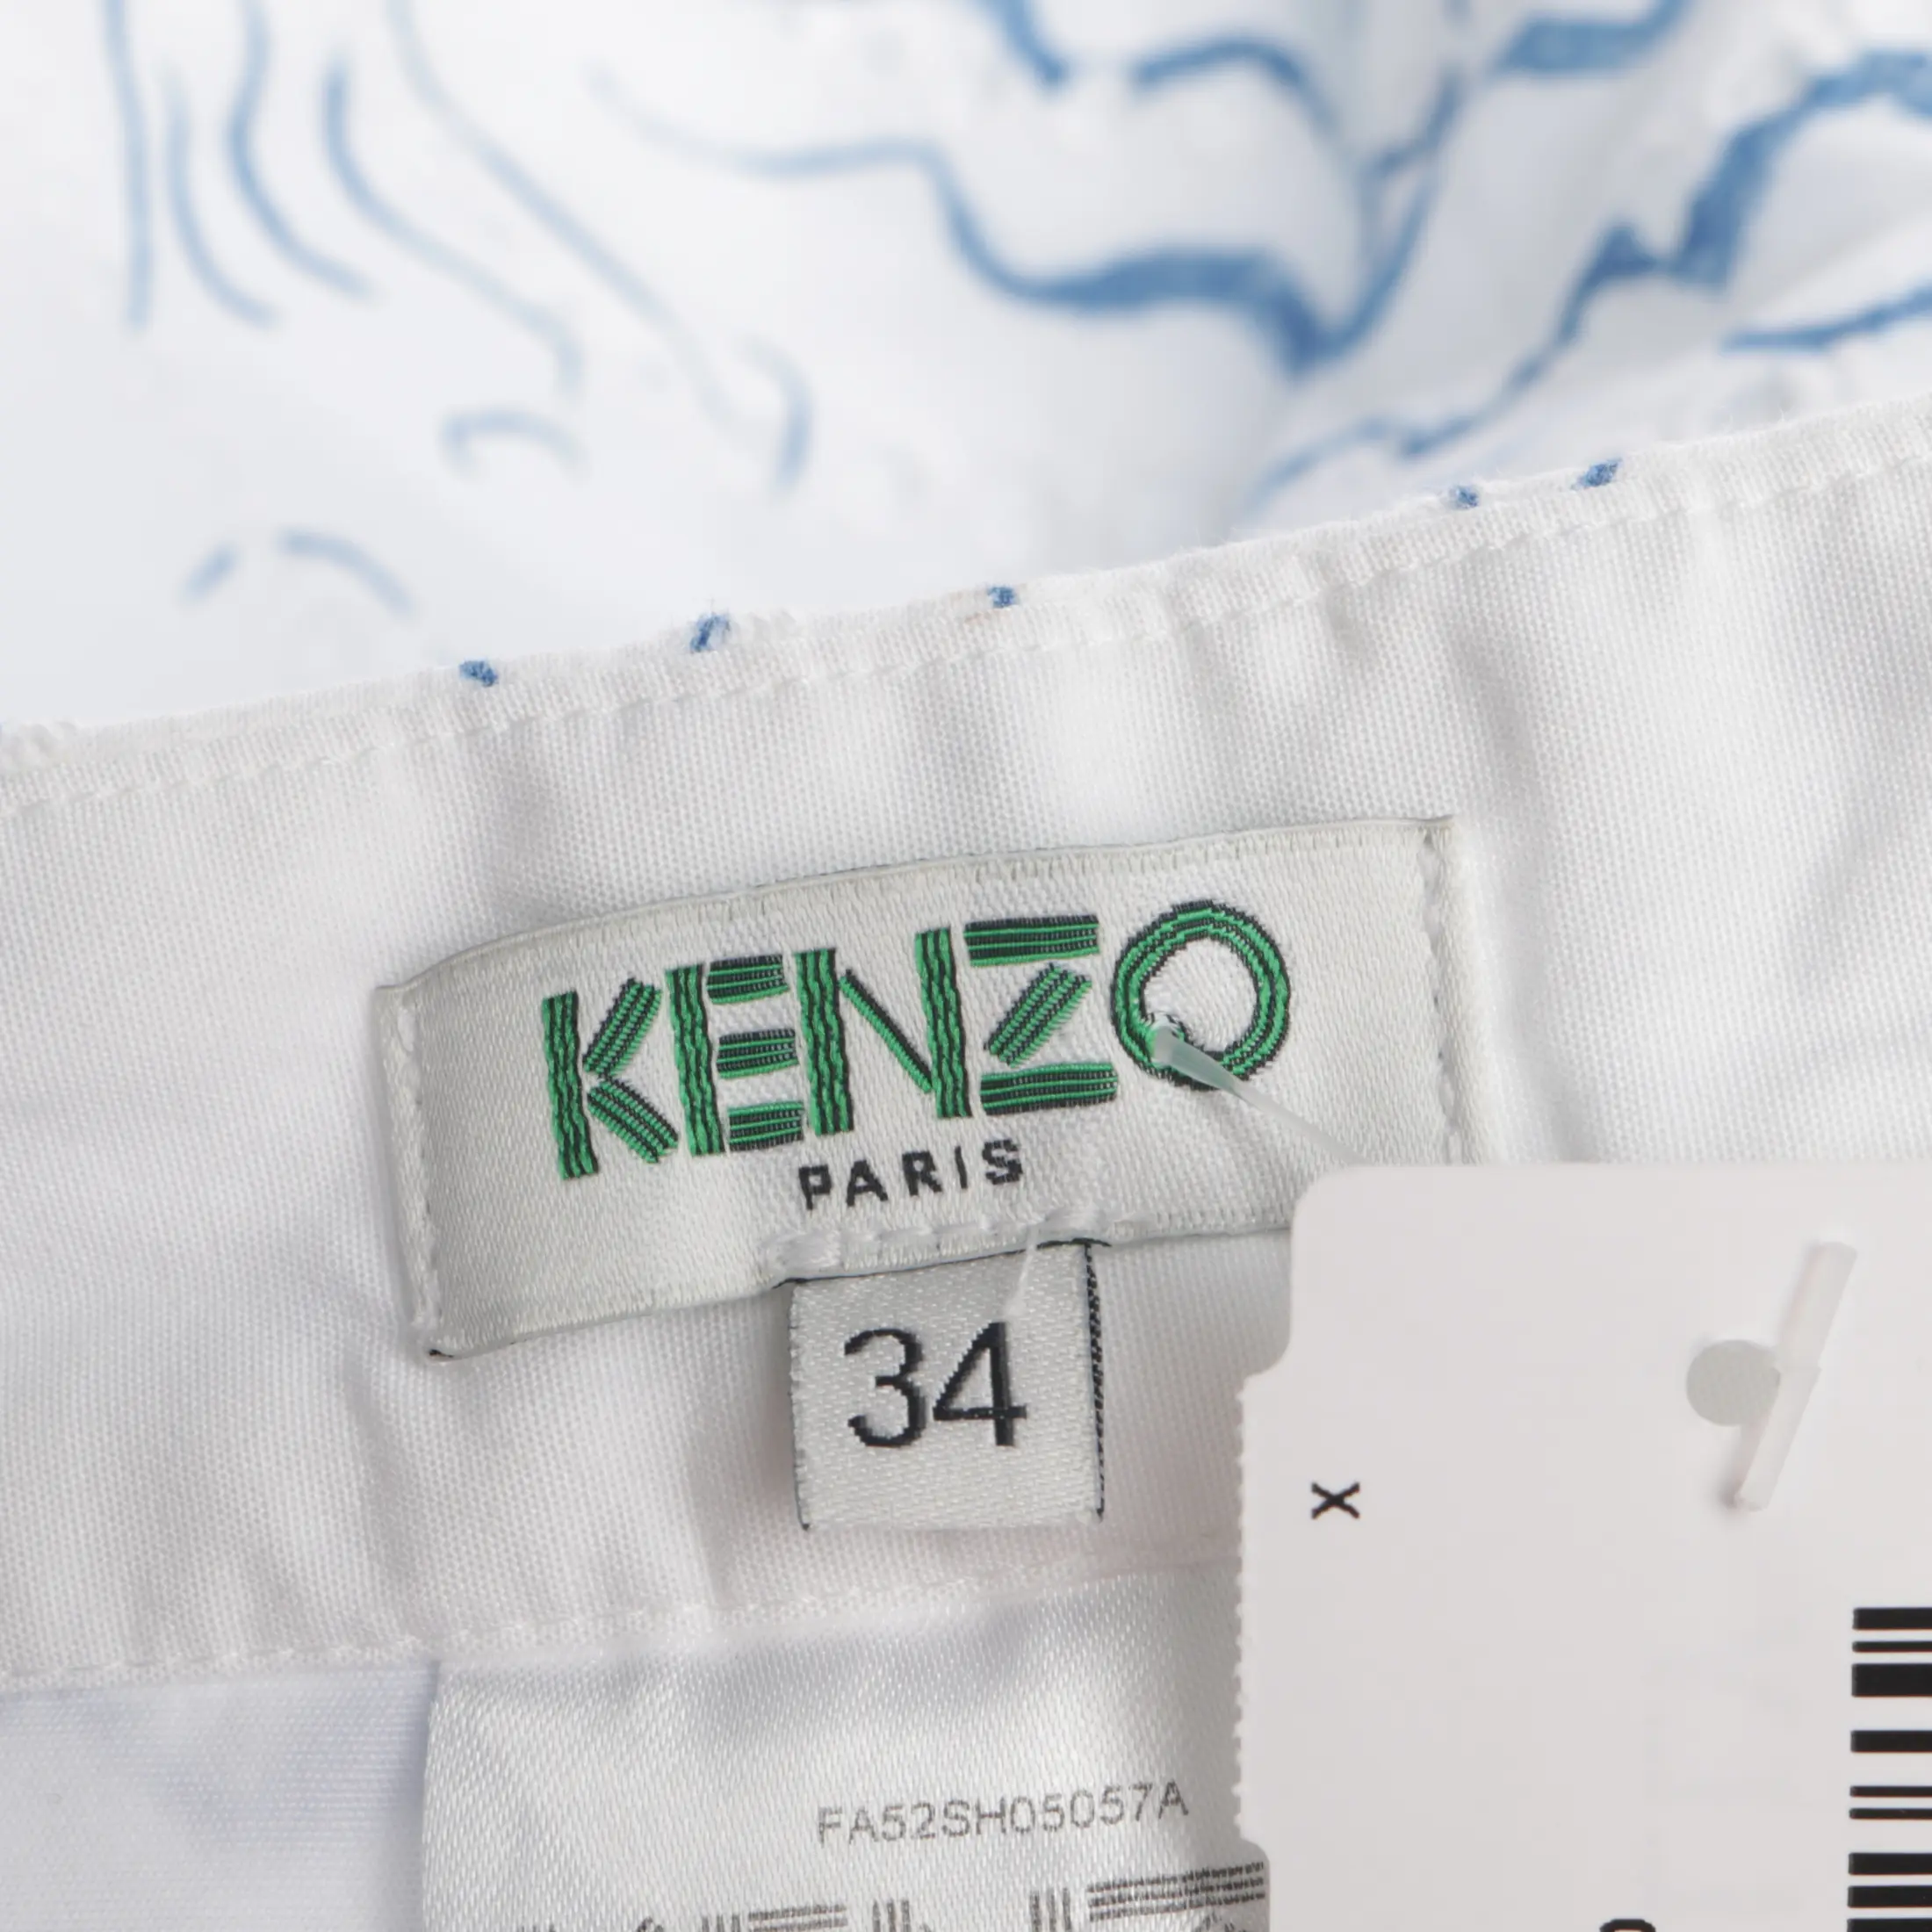 KENZO
PARIS
34
x
FA52SH05057A